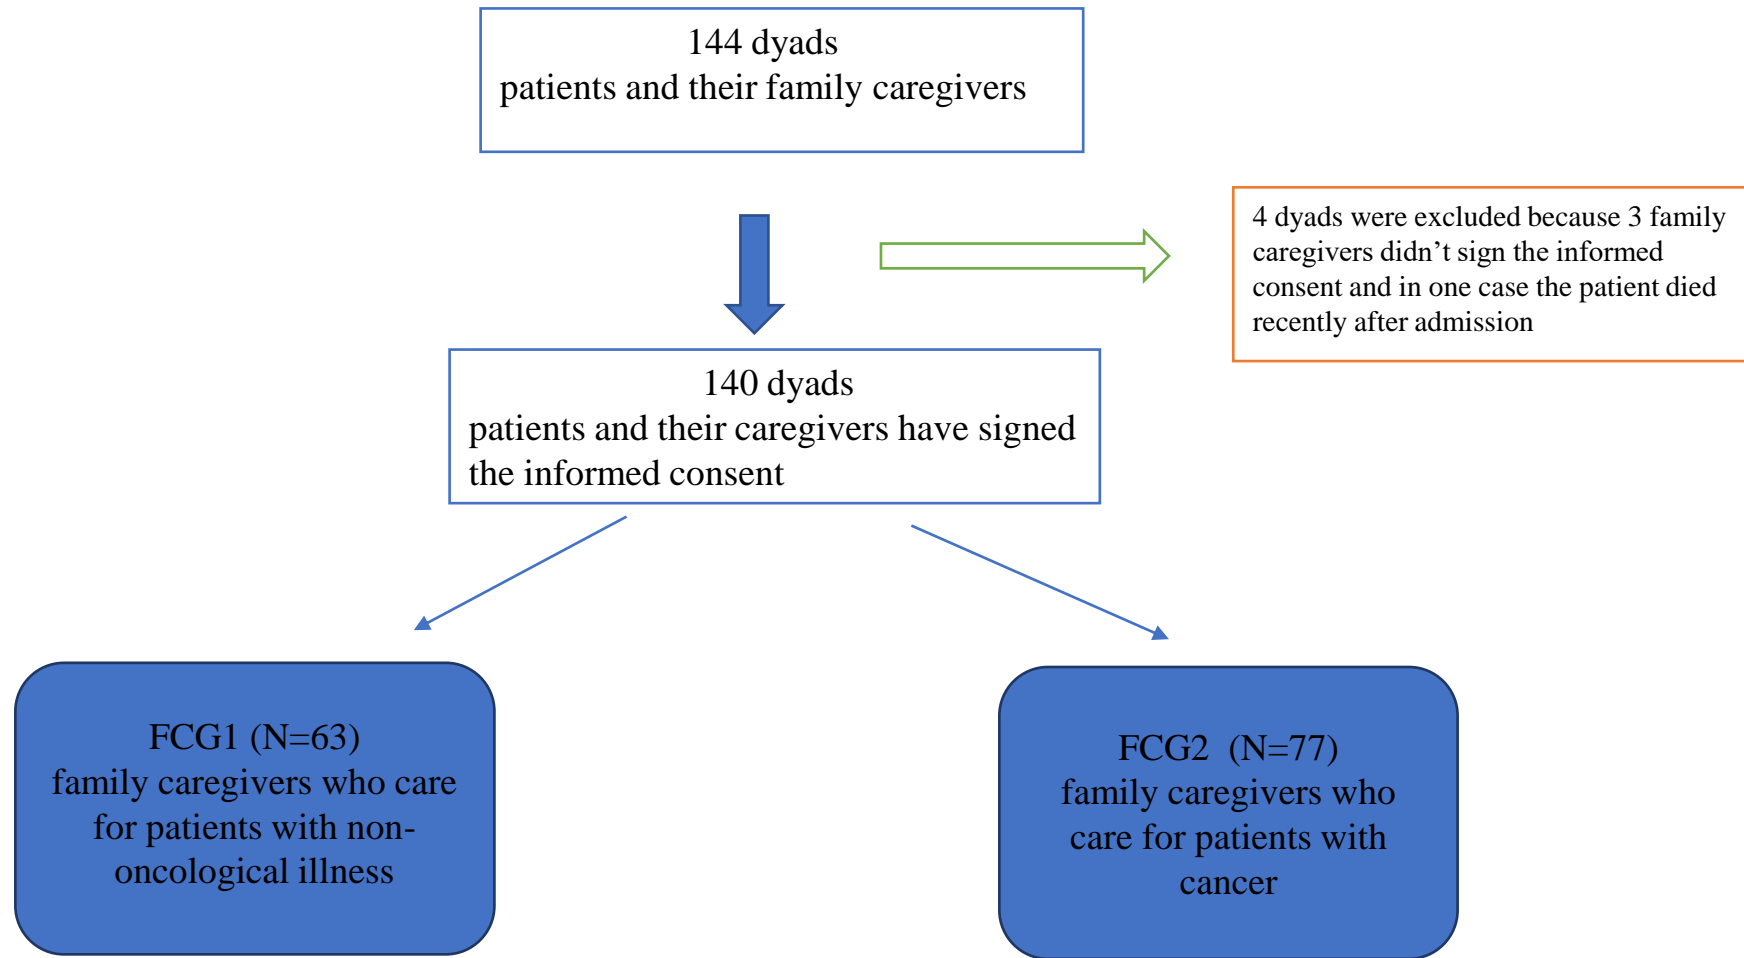 144 dyads
patients and their family caregivers
4 dyads were excluded because 3 family
caregivers didn’t sign the informed
consent and in one case the patient died
recently after admission
140 dyads
patients and their caregivers have signed
the informed consent
FCG1 (N=63)
family caregivers who care
for patients with non-
oncological illness
FCG2  (N=77)
family caregivers who
care for patients with
cancer